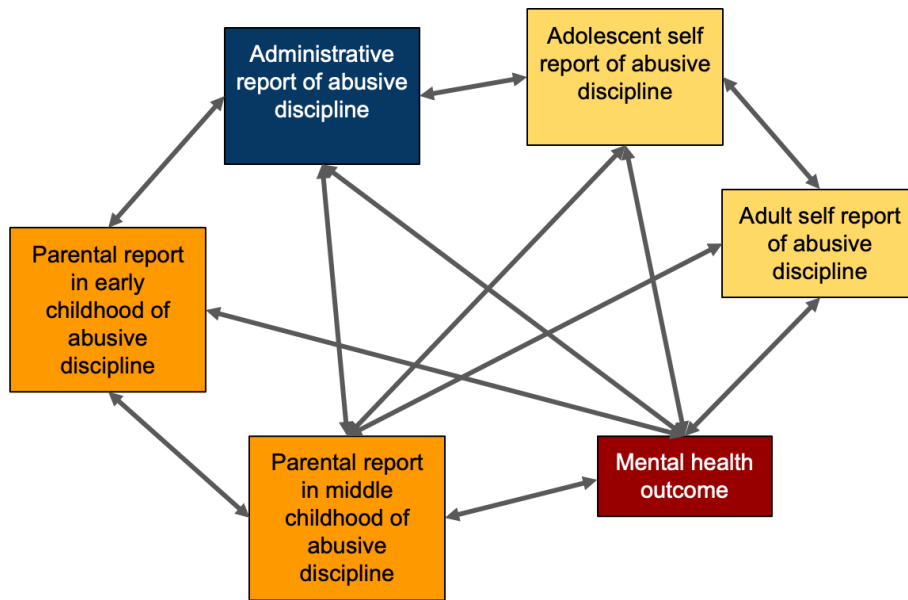 Administrative
report of abusive
discipline
Adolescent self
report of abusive
discipline
Adult self report
of abusive
discipline
Parental report
in early
childhood of
abusive
discipline
Parental report
in middle
childhood of
abusive
discipline
Mental health
outcome